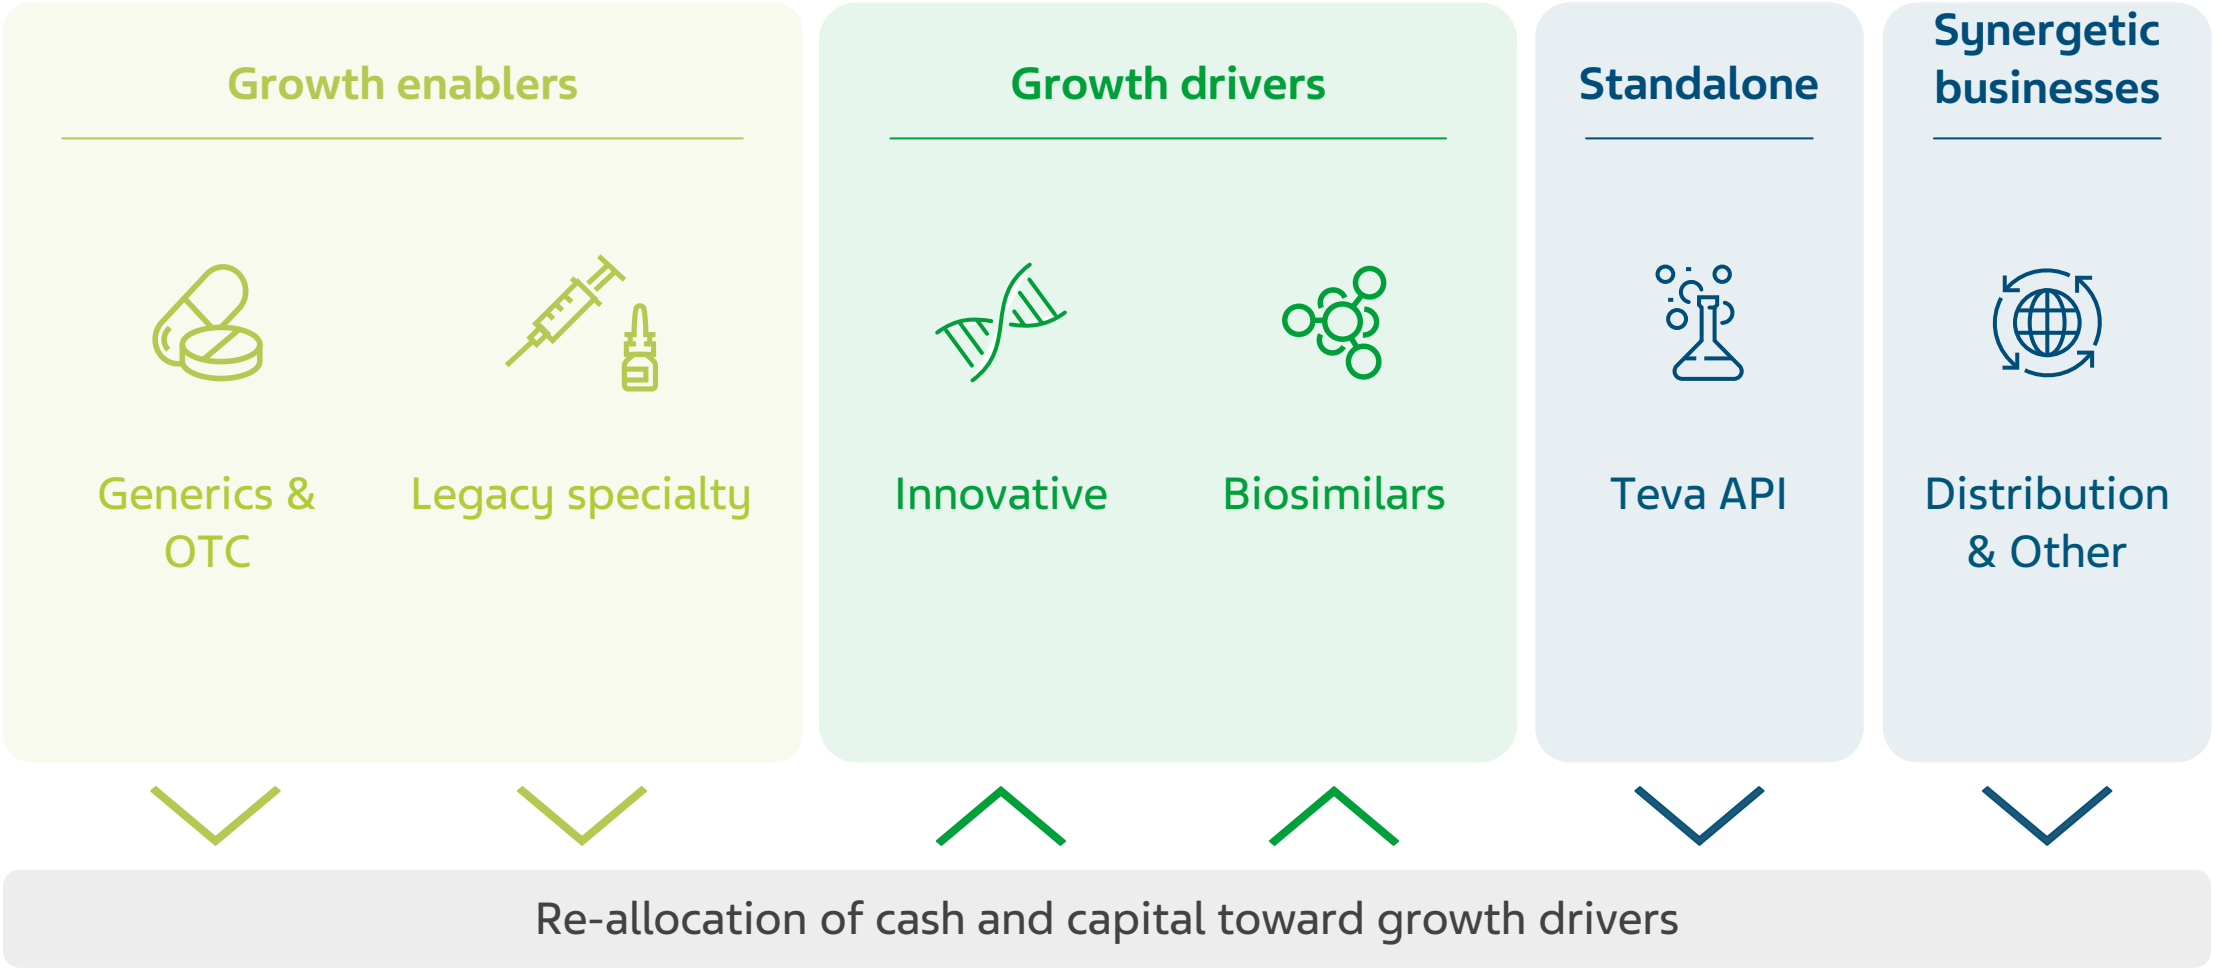 Growth enablers
Generics &
OTC
Legacy specialty
Growth drivers
Innovative
Biosimilars
Standalone
Teva API
Synergetic
businesses
Distribution
& Other
Re-allocation of cash and capital toward growth drivers